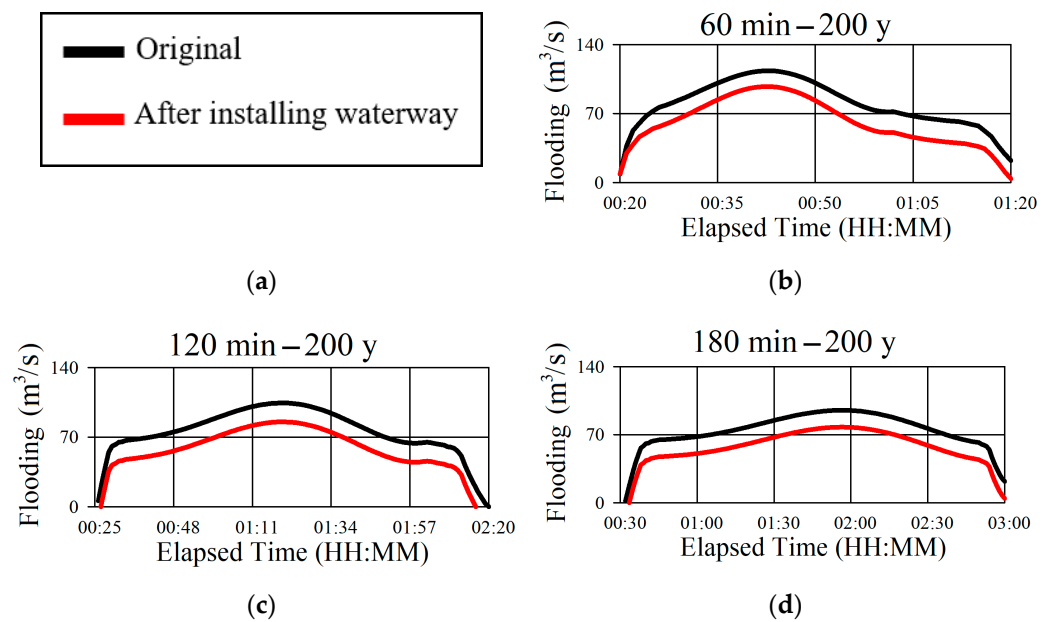 Original
After installing waterway
(a)
60 min – 200 y
Flooding (m³/s)
140
70
0
00:20 00:35 00:50 01:05 01:20
Elapsed Time (HH:MM)
(b)
120 min – 200 y
Flooding (m³/s)
140
70
0
00:25 00:48 01:11 01:34 01:57 02:20
Elapsed Time (HH:MM)
(c)
180 min – 200 y
Flooding (m³/s)
140
70
0
00:30 01:00 01:30 02:00 02:30 03:00
Elapsed Time (HH:MM)
(d)